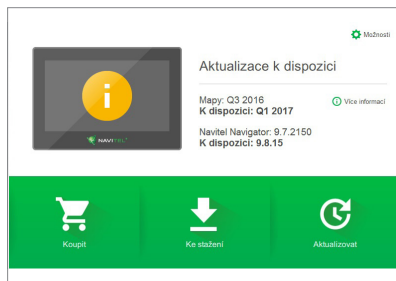 Možnosti
Aktualizace k dispozici
Mapy: Q3 2016
K dispozici: Q1 2017
Více informací
Navitel Navigator: 9.7.2150
K dispozici: 9.8.15
NAVITEL
Koupit
Ke stažení
Aktualizovat